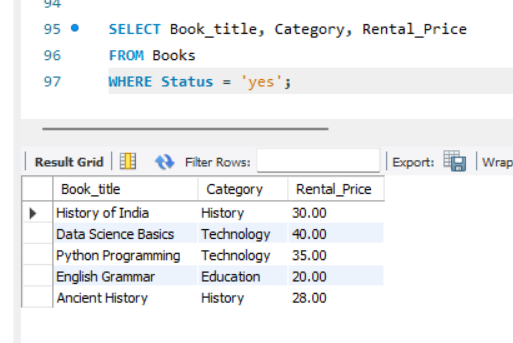 94
95 SELECT Book_title, Category, Rental_Price
96 FROM Books
97 WHERE Status = 'yes';
Result Grid Filter Rows: Export: Wrap
Book_title Category Rental_Price
History of India History 30.00
Data Science Basics Technology 40.00
Python Programming Technology 35.00
English Grammar Education 20.00
Ancient History History 28.00